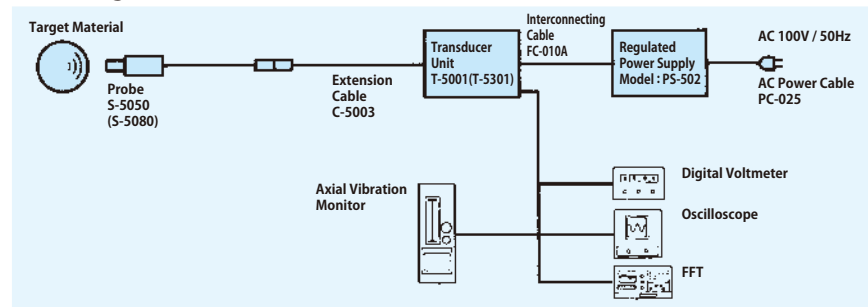 Target Material
Probe
S-5050
(S-5080)
Extension
Cable
C-5003
Transducer
Unit
T-5001(T-5301)
Interconnecting
Cable
FC-010A
Regulated
Power Supply
Model : PS-502
AC 100V / 50Hz
AC Power Cable
PC-025
Axial Vibration
Monitor
Digital Voltmeter
Oscilloscope
FFT